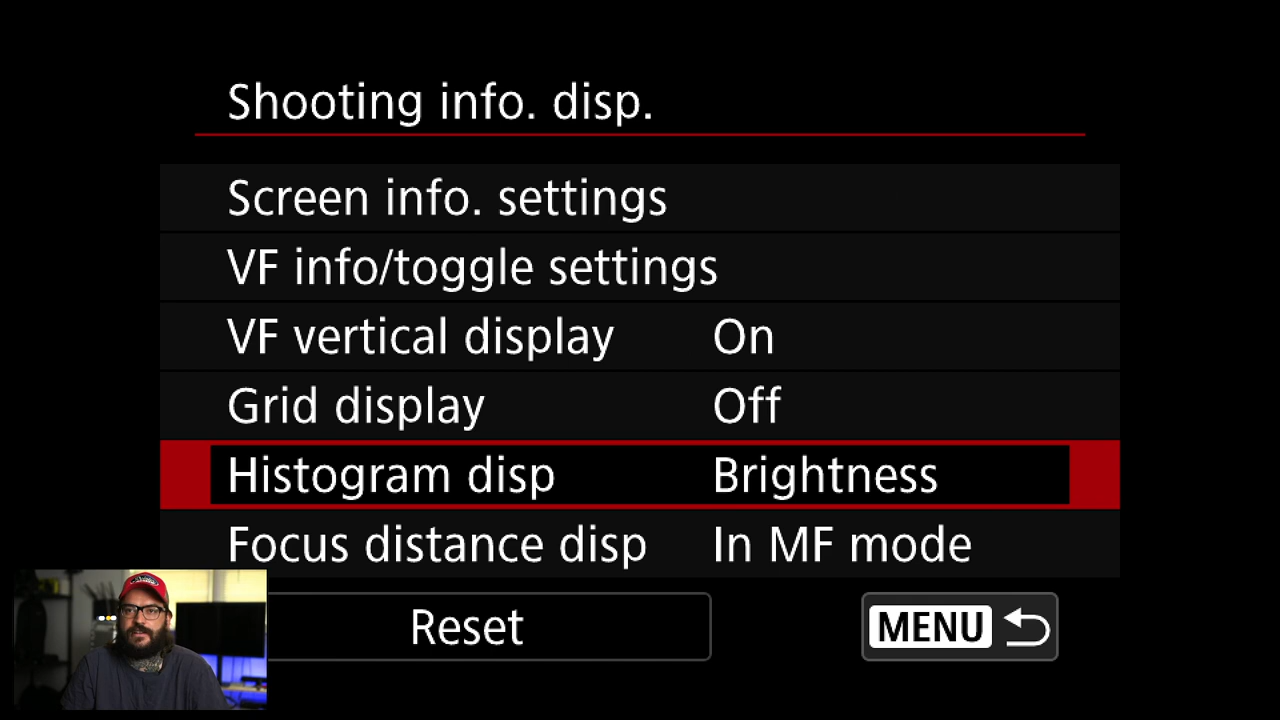 Shooting info. disp.
Screen info. settings
VF info/toggle settings
VF vertical display On
Grid display Off
Histogram disp Brightness
Focus distance disp In MF mode
Reset MENU